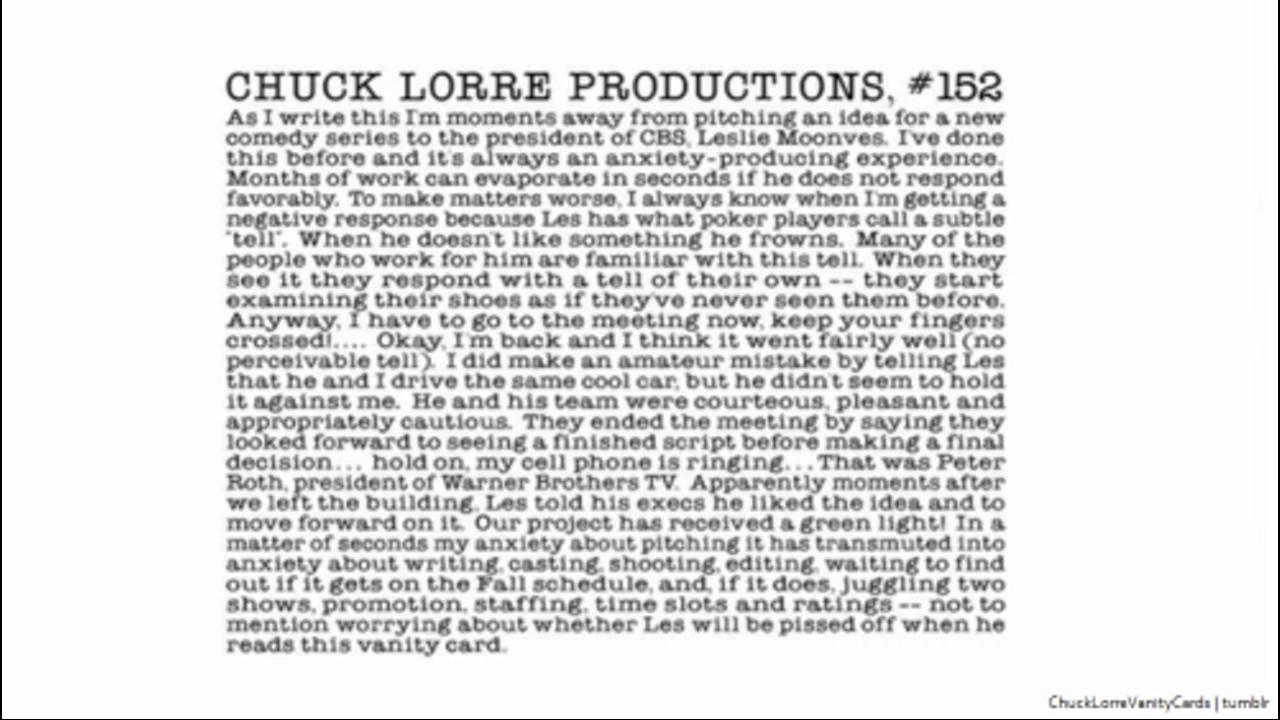 CHUCK LORRE PRODUCTIONS, #152
As I write this I'm moments away from pitching an idea for a new
comedy series to the president of CBS, Leslie Moonves. I've done
this before and it's always an anxiety-producing experience.
Months of work can evaporate in seconds if he does not respond
favorably. To make matters worse, I always know when I'm getting a
negative response because Les has what poker players call a subtle
"tell". When he doesn't like something he frowns. Many of the
people who work for him are familiar with this tell. When they
see it they respond with a tell of their own -- they start
examining their shoes as if they've never seen them before.
Anyway, I have to go to the meeting now, keep your fingers
crossed!.... Okay, I'm back and I think it went fairly well (no
perceivable tell). I did make an amateur mistake by telling Les
that he and I drive the same cool car, but he didn't seem to hold
it against me. He and his team were courteous, pleasant and
appropriately cautious. They ended the meeting by saying they
looked forward to seeing a finished script before making a final
decision... hold on, my cell phone is ringing...That was Peter
Roth, president of Warner Brothers TV. Apparently moments after
we left the building, Les told his execs he liked the idea and to
move forward on it. Our project has received a green light! In a
matter of seconds my anxiety about pitching it has transmuted into
anxiety about writing, casting, shooting, editing, waiting to find
out if it gets on the Fall schedule, and, if it does, juggling two
shows, promotion, staffing, time slots and ratings -- not to
mention worrying about whether Les will be pissed off when he
reads this vanity card.
ChuckLorreVanityCards | tumblr